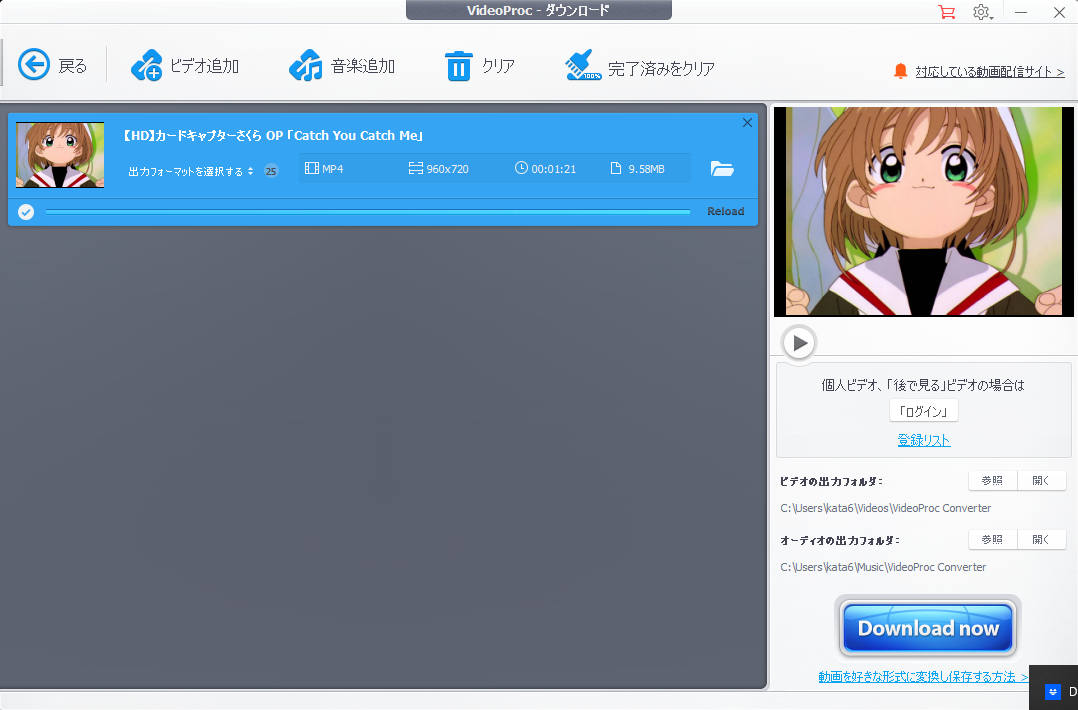 VideoProc - ダウンロード
戻る
ビデオ追加
音楽追加
クリア
100%
完了済みをクリア
対応している動画配信サイト >
【HD】カードキャプターさくら OP 「Catch You Catch Me」
出力フォーマットを選択する 25
MP4
960x720
00:01:21
9.58MB
Reload
個人ビデオ、「後で見る」ビデオの場合は
「ログイン」
登録リスト
ビデオの出力フォルダ:
参照
開く
C:\Users\kata6\Videos\VideoProc Converter
オーディオの出力フォルダ:
参照
開く
C:\Users\kata6\Music\VideoProc Converter
Download now
動画を好きな形式に変換し保存する方法 >
D